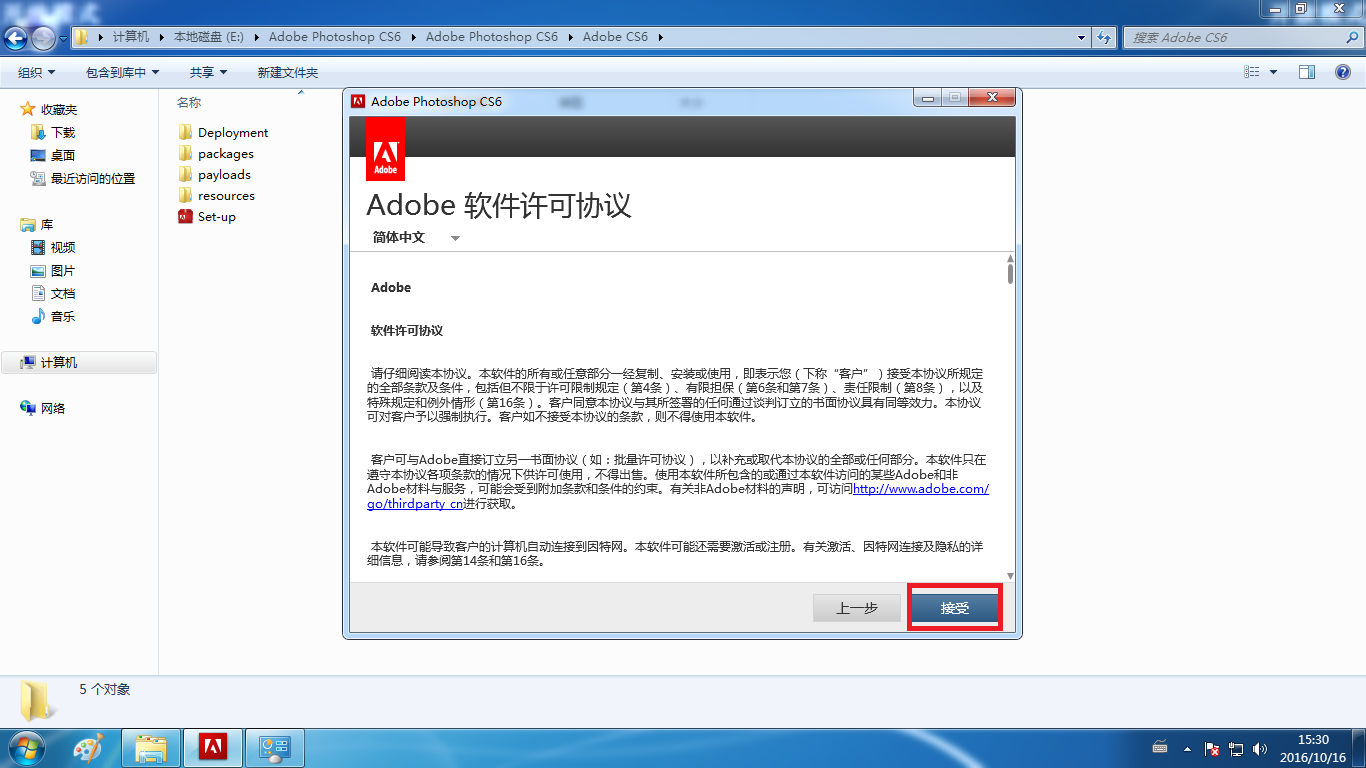 计算机 本地磁盘 (E:) Adobe Photoshop CS6 Adobe Photoshop CS6 Adobe CS6
搜索 Adobe CS6
组织 包含到库中 共享 新建文件夹
收藏夹
下载
桌面
最近访问的位置
库
视频
图片
文档
音乐
计算机
网络
名称
Deployment
packages
payloads
resources
Set-up
Adobe Photoshop CS6
Adobe
Adobe 软件许可协议
简体中文
Adobe
软件许可协议
请仔细阅读本协议。本软件的所有或任意部分一经复制、安装或使用，即表示您（下称“客户”）接受本协议所规定
的全部条款及条件，包括但不限于许可限制规定（第4条）、有限担保（第6条和第7条）、责任限制（第8条），以及
特殊规定和例外情形（第16条）。客户同意本协议与其所签署的任何通过谈判订立的书面协议具有同等效力。本协议
可对客户予以强制执行。客户如不接受本协议的条款，则不得使用本软件。
客户可与Adobe直接订立另一书面协议（如：批量许可协议），以补充或取代本协议的全部或任何部分。本软件只在
遵守本协议各项条款的情况下供许可使用，不得出售。使用本软件所包含的或通过本软件访问的某些Adobe和非
Adobe材料与服务，可能会受到附加条款和条件的约束。有关非Adobe材料的声明，可访问http://www.adobe.com/
go/thirdparty_cn进行获取。
本软件可能导致客户的计算机自动连接到因特网。本软件可能还需要激活或注册。有关激活、因特网连接及隐私的详
细信息，请参阅第14条和第16条。
上一步 接受
5 个对象
15:30
2016/10/16